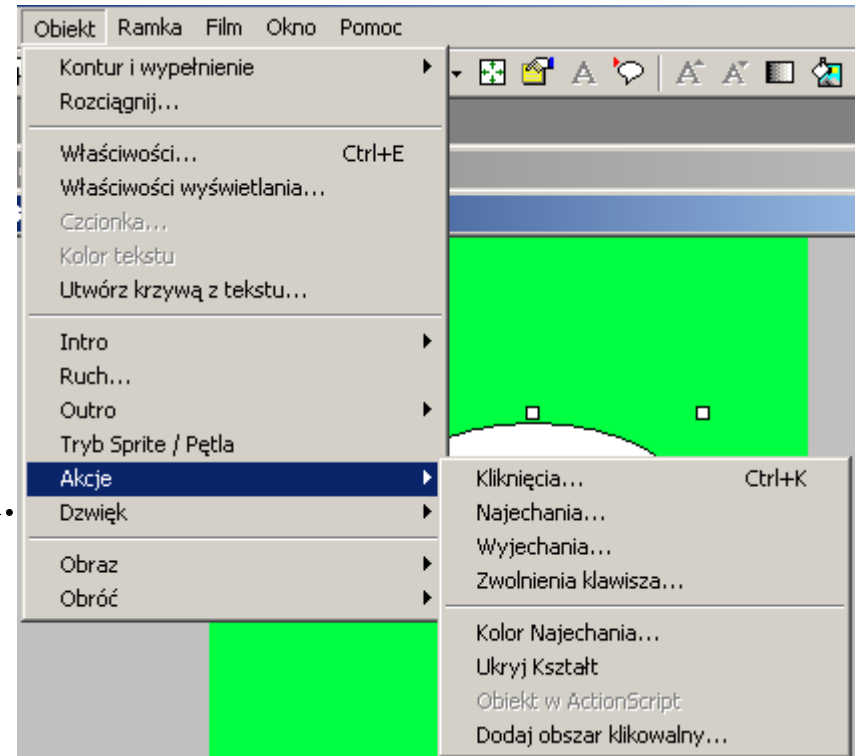 Obiekt Ramka Film Okno Pomoc
Kontur i wypełnienie
Rozciągnij...
Właściwości... Ctrl+E
Właściwości wyświetlania...
Czcionka...
Kolor tekstu
Utwórz krzywą z tekstu...
Intro
Ruch...
Outro
Tryb Sprite / Pętla
Akcje
Dzwięk
Obraz
Obróć
Kliknięcia... Ctrl+K
Najechania...
Wyjechania...
Zwolnienia klawisza...
Kolor Najechania...
Ukryj Kształt
Obiekt w ActionScript
Dodaj obszar klikowalny...